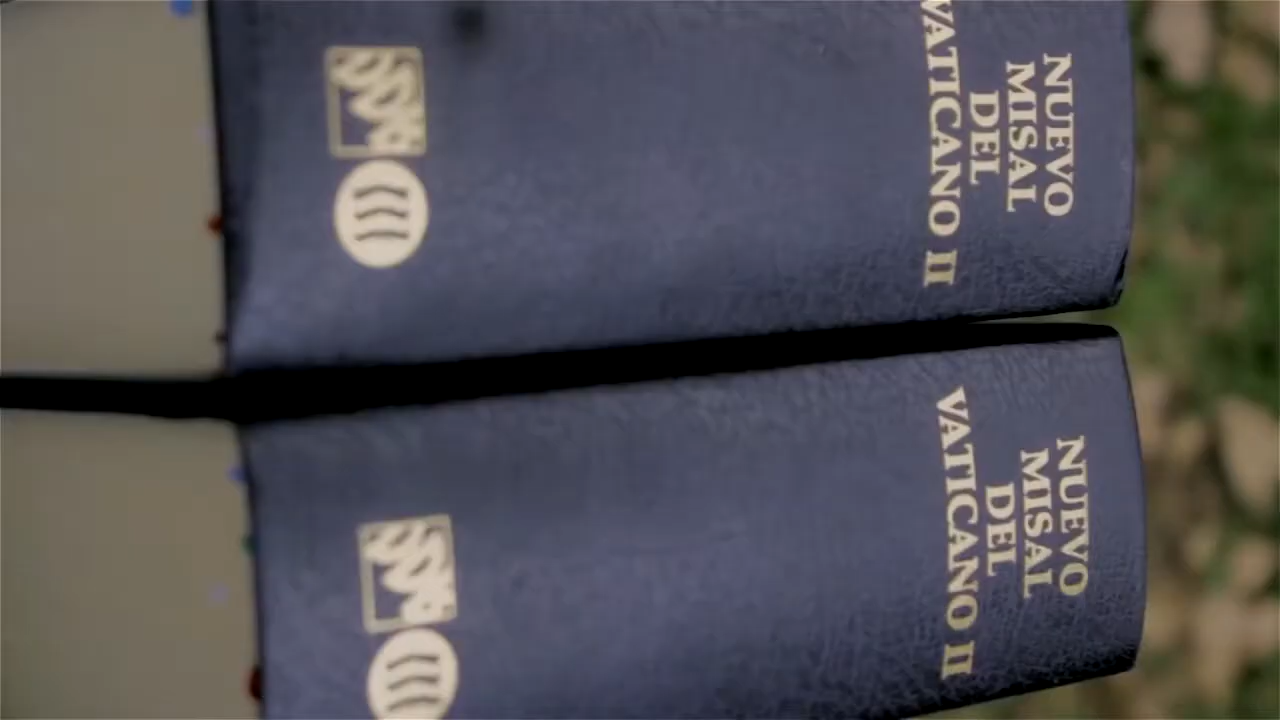 NUEVO
MISAL
DEL
VATICANO II
NUEVO
MISAL
DEL
VATICANO II